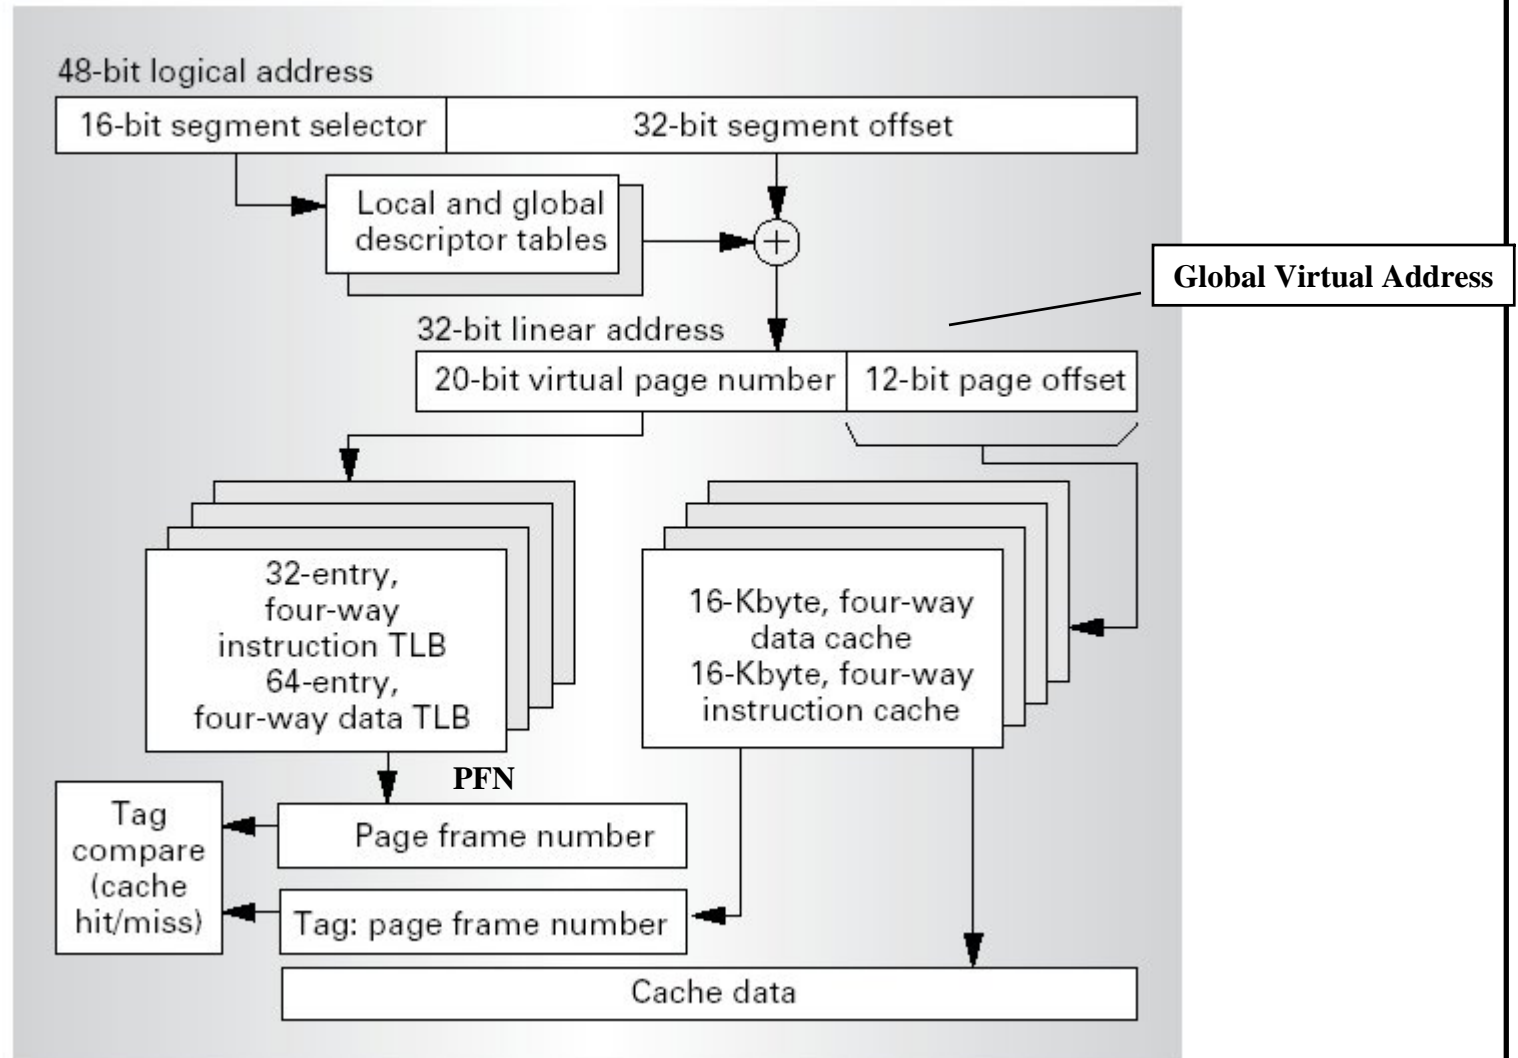 48-bit logical address
16-bit segment selector
32-bit segment offset
Local and global
descriptor tables
+
Global Virtual Address
32-bit linear address
20-bit virtual page number
12-bit page offset
32-entry,
four-way
instruction TLB
64-entry,
four-way data TLB
16-Kbyte, four-way
data cache
16-Kbyte, four-way
instruction cache
PFN
Page frame number
Tag
compare
(cache
hit/miss)
Tag: page frame number
Cache data